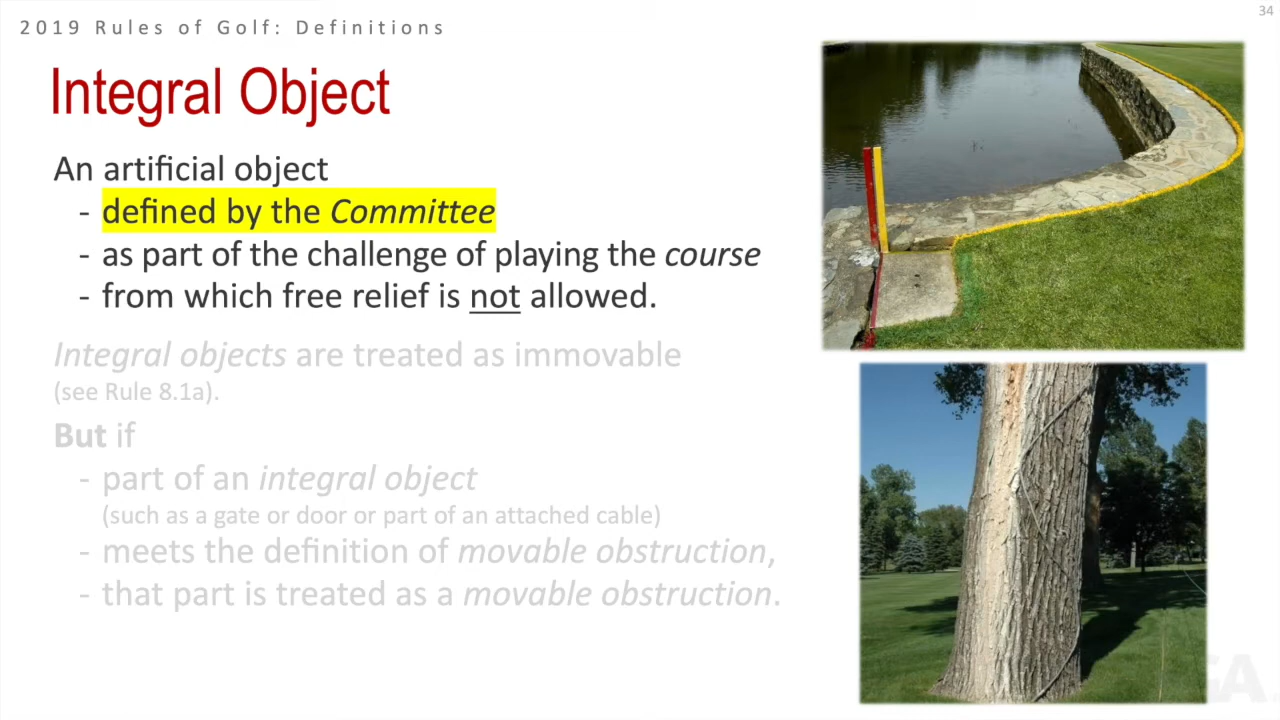 2019 Rules of Golf: Definitions
34
Integral Object
An artificial object
- defined by the Committee
- as part of the challenge of playing the course
- from which free relief is not allowed.
Integral objects are treated as immovable
(see Rule 8.1a).
But if
- part of an integral object
(such as a gate or door or part of an attached cable)
- meets the definition of movable obstruction,
- that part is treated as a movable obstruction.